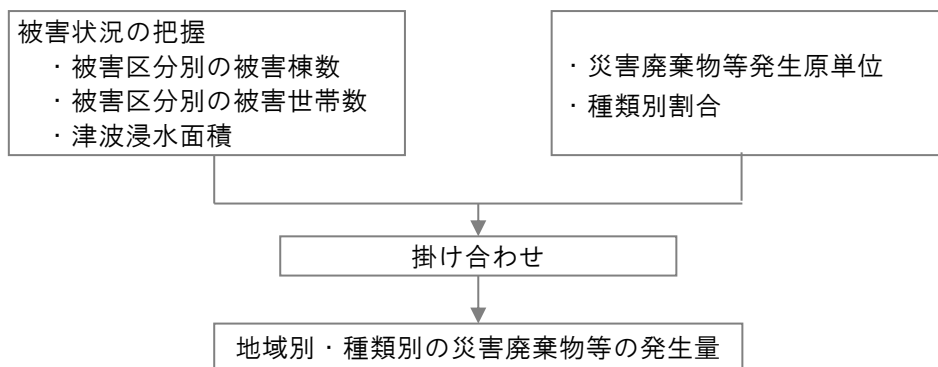 被害状況の把握
・被害区分別の被害棟数
・被害区分別の被害世帯数
・津波浸水面積
・災害廃棄物等発生原単位
・種類別割合
掛け合わせ
地域別・種類別の災害廃棄物等の発生量